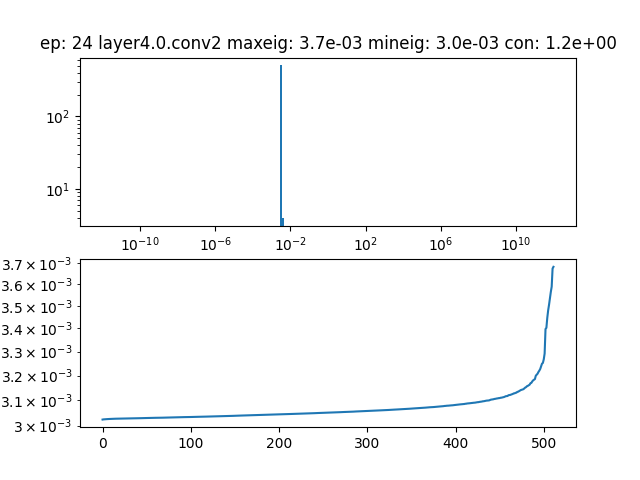 ep: 24 layer4.0.conv2 maxeig: 3.7e-03 mineig: 3.0e-03 con: 1.2e+00
10²
10¹
10⁻¹⁰ 10⁻⁶ 10⁻² 10² 10⁶ 10¹⁰
3.7 × 10⁻³
3.6 × 10⁻³
3.5 × 10⁻³
3.4 × 10⁻³
3.3 × 10⁻³
3.2 × 10⁻³
3.1 × 10⁻³
3 × 10⁻³
0 100 200 300 400 500